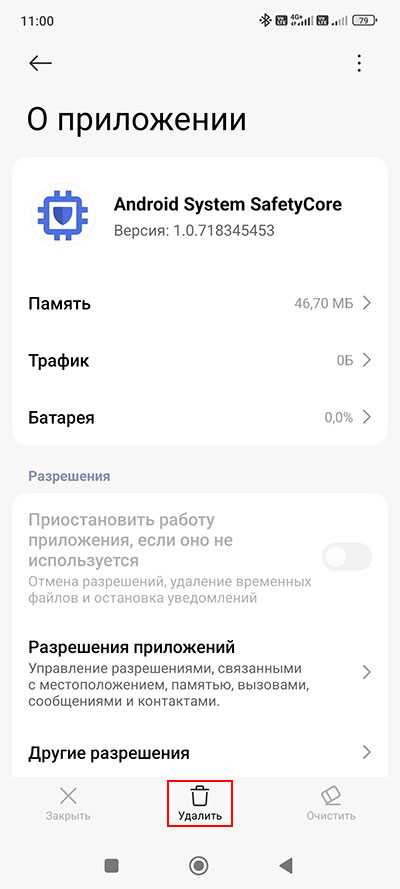 11:00
4G+
79
О приложении
Android System SafetyCore
Версия: 1.0.718345453
Память 46,70 МБ
Трафик 0Б
Батарея 0,0%
Разрешения
Приостановить работу
приложения, если оно не
используется
Отмена разрешений, удаление временных
файлов и остановка уведомлений
Разрешения приложений
Управление разрешениями, связанными
с местоположением, памятью, вызовами,
сообщениями и контактами.
Другие разрешения
Закрыть Удалить Очистить